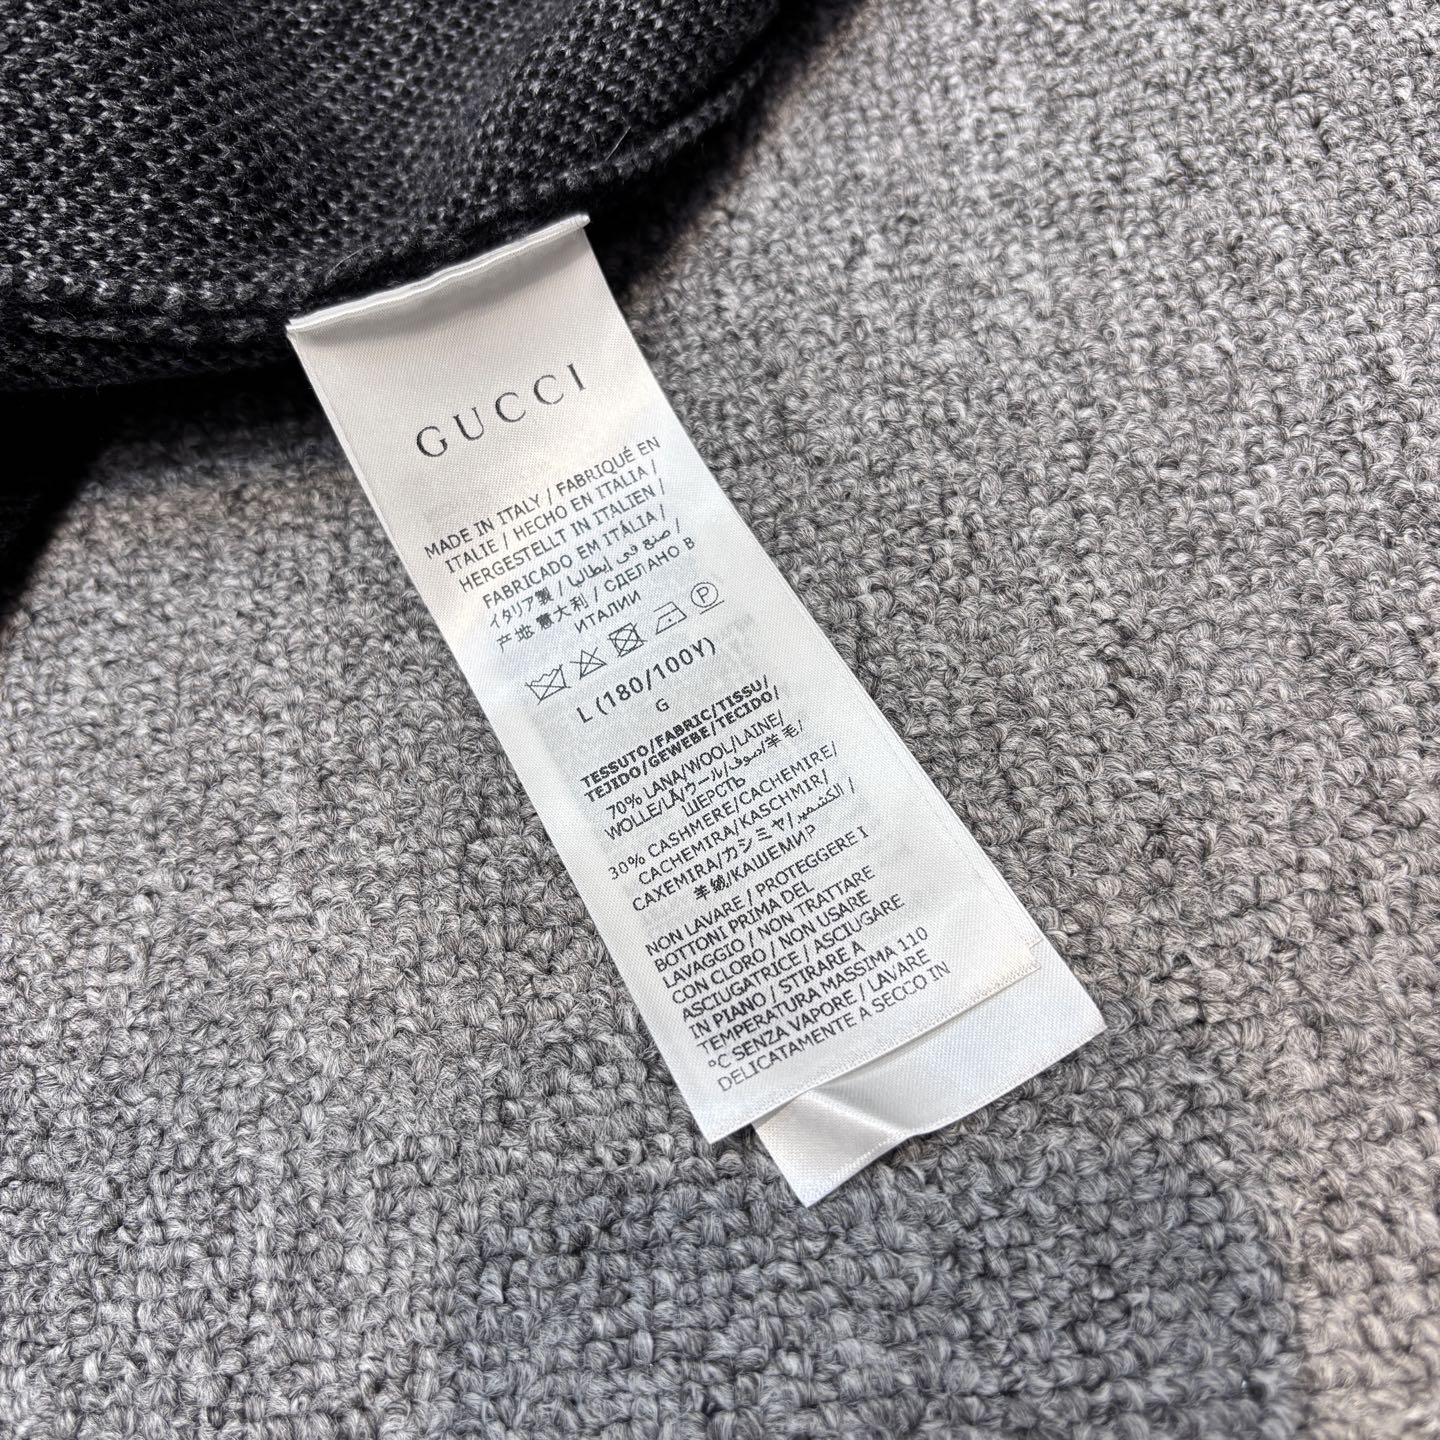 GUCCI
MADE IN ITALY / FABRIQUÉ EN
ITALIE / HECHO EN ITALIA /
HERGESTELLT IN ITALIEN /
FABRICADO EM ITÁLIA /
イタリア製 / صنع في إيطاليا /
产地 意大利 / СДЕЛАНО В
ИТАЛИИ
P
L (180/100Y)
G
TESSUTO/FABRIC/TISSU/
TEJIDO/GEWEBE/TECIDO/
70% LANA/WOOL/LAINE/
WOLLE/LÃ/ウール/صوف/羊毛/
ШЕРСТЬ
30% CASHMERE/CACHEMIRE/
CACHEMIRA/KASCHMIR/
CAXEMIRA/カシミヤ/الكشمير/
羊绒/КАШЕМИР
NON LAVARE / PROTEGGERE I
BOTTONI PRIMA DEL
LAVAGGIO / NON TRATTARE
CON CLORO / NON USARE
ASCIUGATRICE / ASCIUGARE
IN PIANO / STIRARE A
TEMPERATURA MASSIMA 110
°C SENZA VAPORE / LAVARE
DELICATAMENTE A SECCO IN